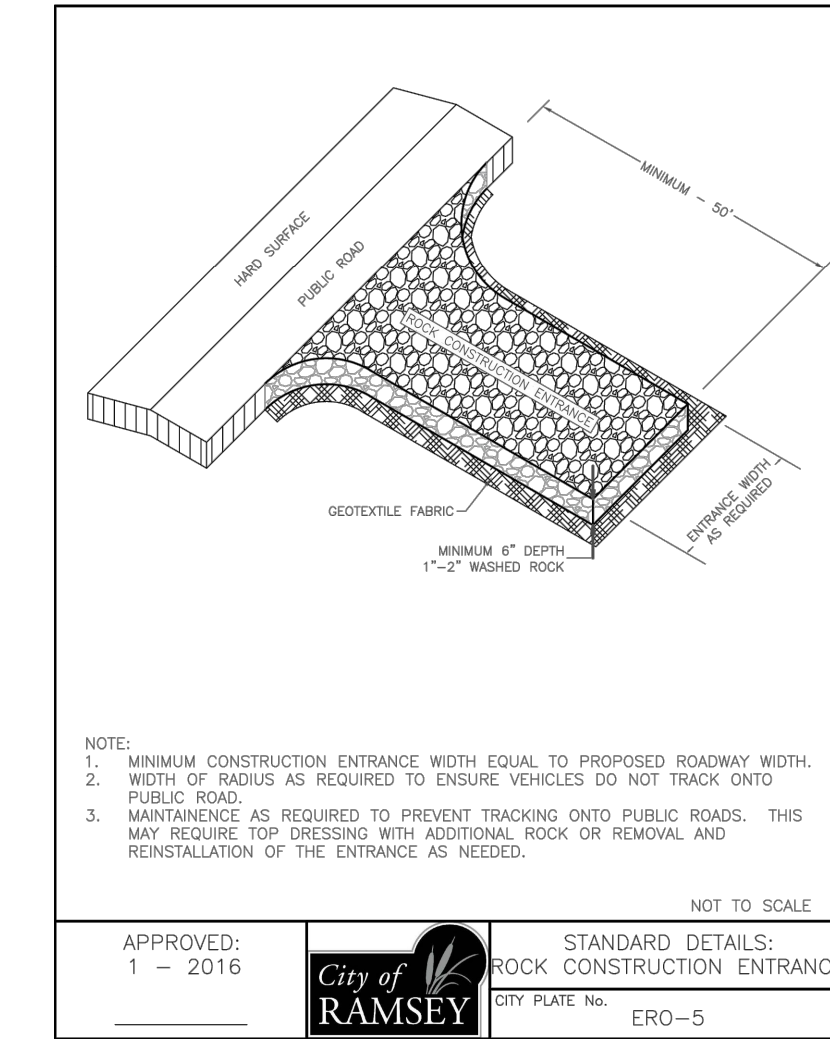 MINIMUM - 50'
HARD SURFACE
PUBLIC ROAD
ROCK CONSTRUCTION ENTRANCE
ENTRANCE WIDTH
AS REQUIRED
GEOTEXTILE FABRIC
MINIMUM 6" DEPTH
1"-2" WASHED ROCK
NOTE:
1. MINIMUM CONSTRUCTION ENTRANCE WIDTH EQUAL TO PROPOSED ROADWAY WIDTH.
2. WIDTH OF RADIUS AS REQUIRED TO ENSURE VEHICLES DO NOT TRACK ONTO
PUBLIC ROAD.
3. MAINTAINENCE AS REQUIRED TO PREVENT TRACKING ONTO PUBLIC ROADS. THIS
MAY REQUIRE TOP DRESSING WITH ADDITIONAL ROCK OR REMOVAL AND
REINSTALLATION OF THE ENTRANCE AS NEEDED.
NOT TO SCALE
APPROVED:
1 - 2016
City of
RAMSEY
STANDARD DETAILS:
ROCK CONSTRUCTION ENTRANC
CITY PLATE No.
ERO-5